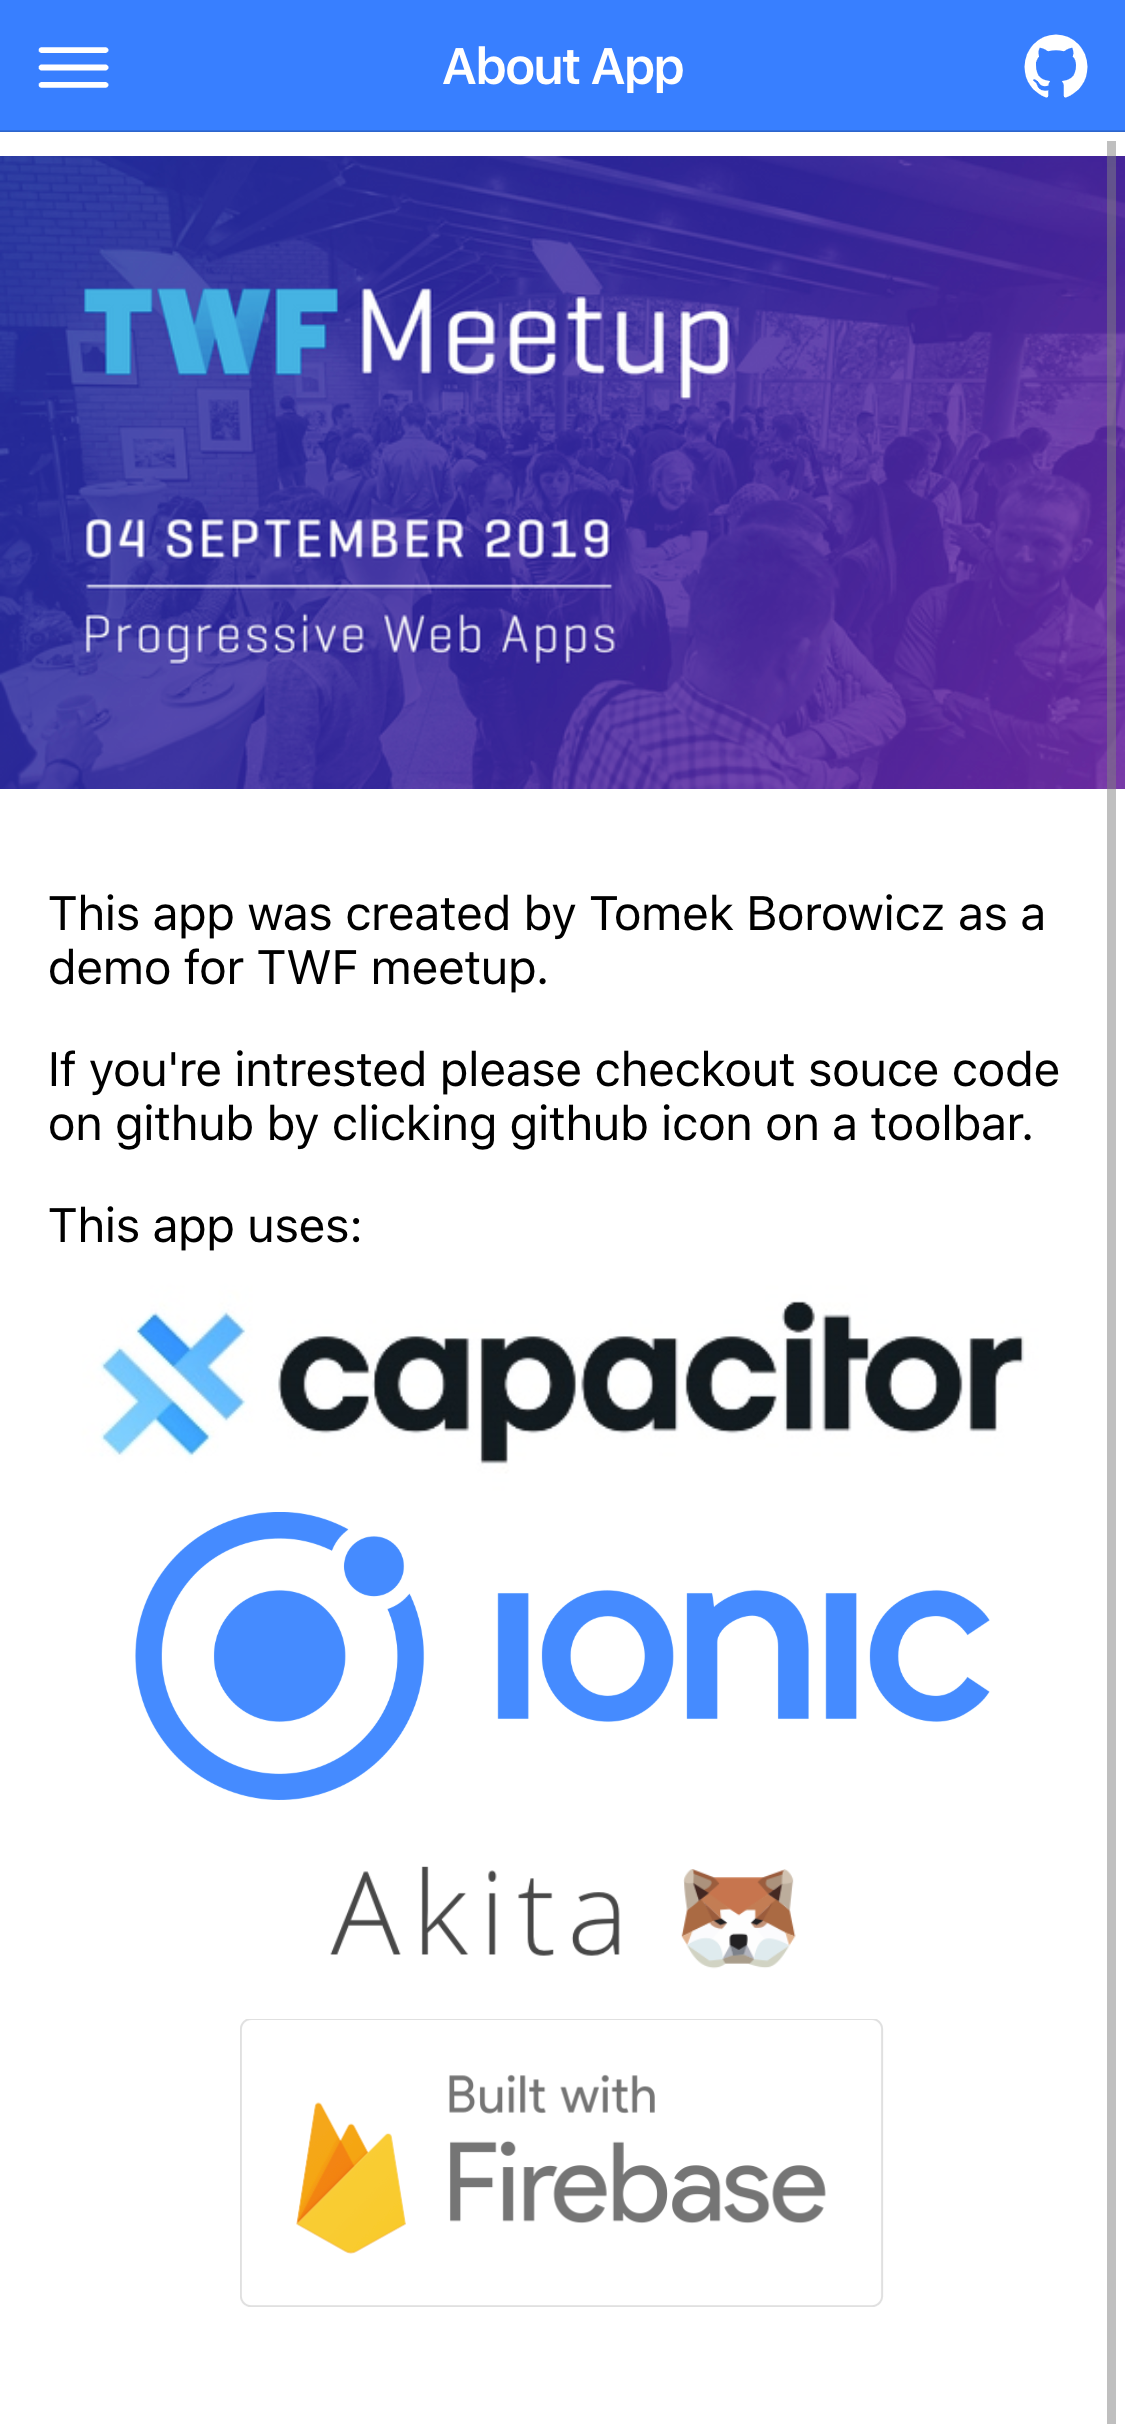 About App
TWF Meetup
04 SEPTEMBER 2019
Progressive Web Apps
This app was created by Tomek Borowicz as a
demo for TWF meetup.
If you're intrested please checkout souce code
on github by clicking github icon on a toolbar.
This app uses:
capacitor
ionic
Akita
Built with
Firebase